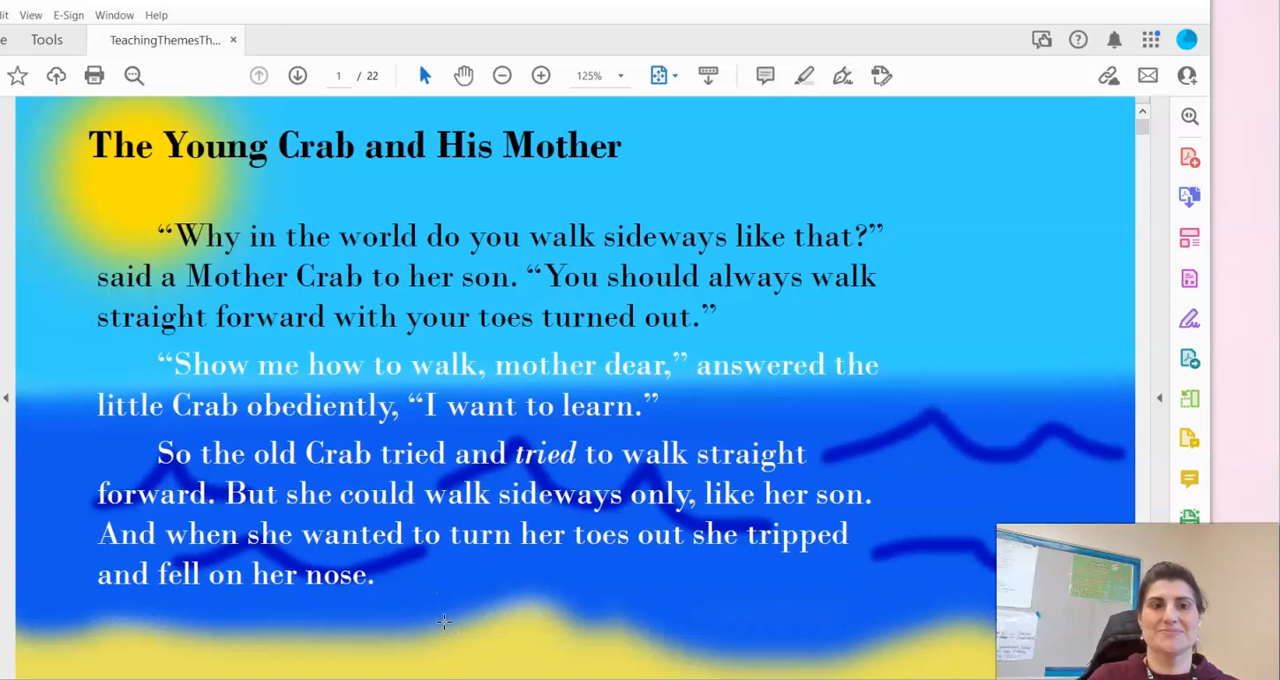 View E-Sign Window Help
Tools TeachingThemesTh... ×
1 / 22 125%
The Young Crab and His Mother
“Why in the world do you walk sideways like that?”
said a Mother Crab to her son. “You should always walk
straight forward with your toes turned out.”
“Show me how to walk, mother dear,” answered the
little Crab obediently, “I want to learn.”
So the old Crab tried and tried to walk straight
forward. But she could walk sideways only, like her son.
And when she wanted to turn her toes out she tripped
and fell on her nose.